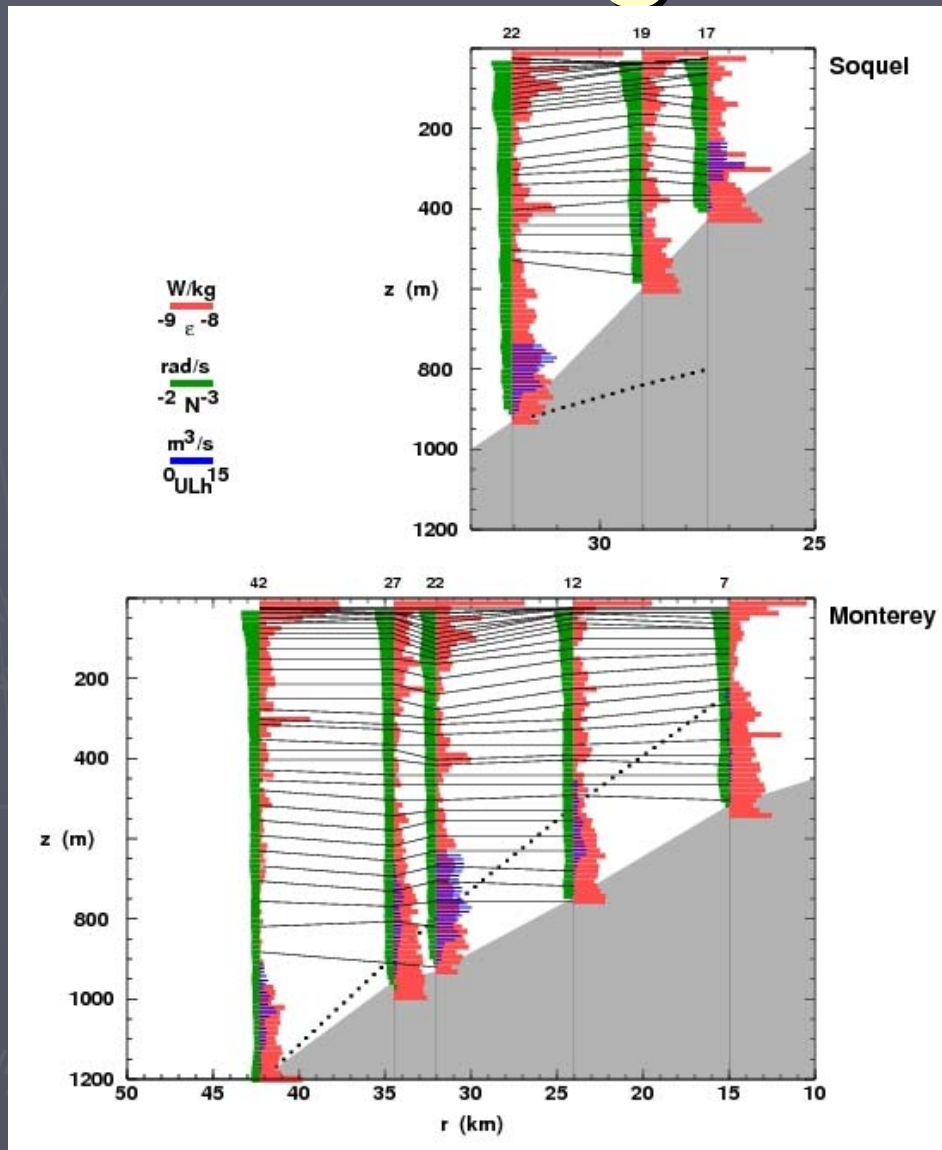 22 19 17
Soquel
200
400
z (m)
600
800
1000
1200
30 25
W/kg
-9 ε -8
rad/s
-2 N -3
m³/s
0 ULh 15
42 27 22 12 7
Monterey
200
400
z (m)
800
1000
1200
50 45 40 35 30 25 20 15 10
r (km)